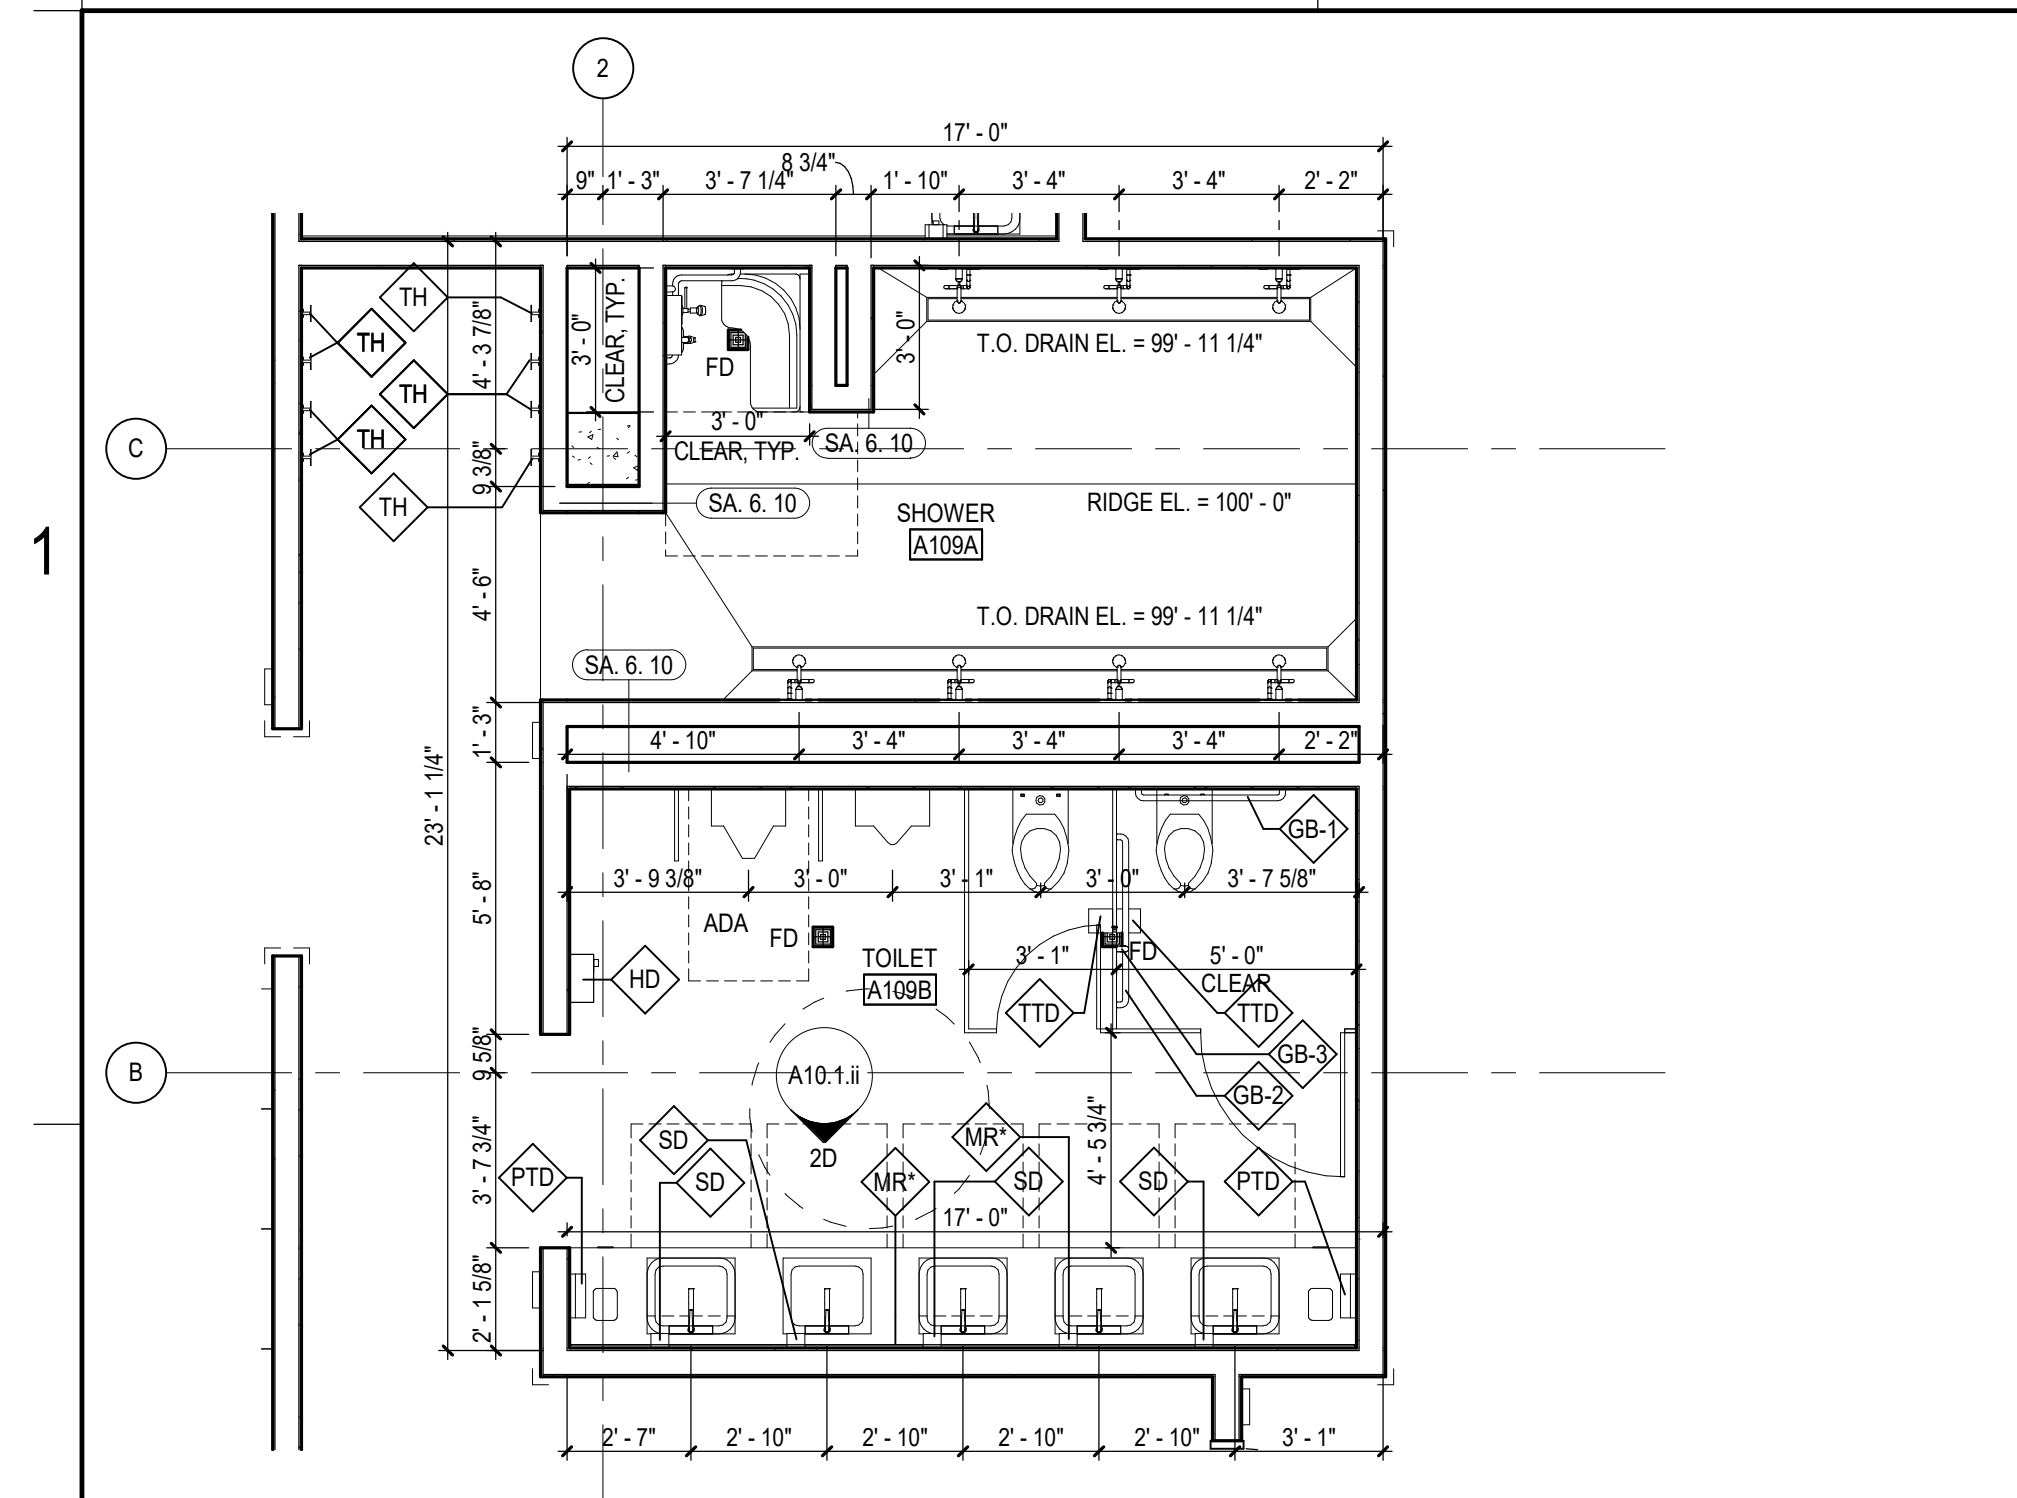 2
17' - 0"
8 3/4"
9" 1' - 3" 3' - 7 1/4" 1' - 10" 3' - 4" 3' - 4" 2' - 2"
TH
TH
TH
TH
TH
4' - 3 7/8"
3' - 0"
CLEAR, TYP.
FD
3' - 0"
T.O. DRAIN EL. = 99' - 11 1/4"
3' - 0"
CLEAR, TYP.
SA. 6. 10
C
9 3/8"
SA. 6. 10
SHOWER
A109A
RIDGE EL. = 100' - 0"
1
4' - 6"
T.O. DRAIN EL. = 99' - 11 1/4"
SA. 6. 10
1' - 3"
4' - 10" 3' - 4" 3' - 4" 3' - 4" 2' - 2"
23' - 1 1/4"
GB-1
5' - 8"
3' - 9 3/8" 3' - 0" 3' - 1" 3' - 0" 3' - 7 5/8"
ADA
FD
TOILET
A109B
HD
3' - 1"
FD
5' - 0"
CLEAR
TTD
TTD
GB-3
GB-2
9 5/8"
B
A10.1.ii
2D
3' - 7 3/4"
4' - 5 3/4"
PTD
SD
SD
MR*
MR*
SD
SD
PTD
17' - 0"
2' - 1 5/8"
2' - 7" 2' - 10" 2' - 10" 2' - 10" 2' - 10" 3' - 1"